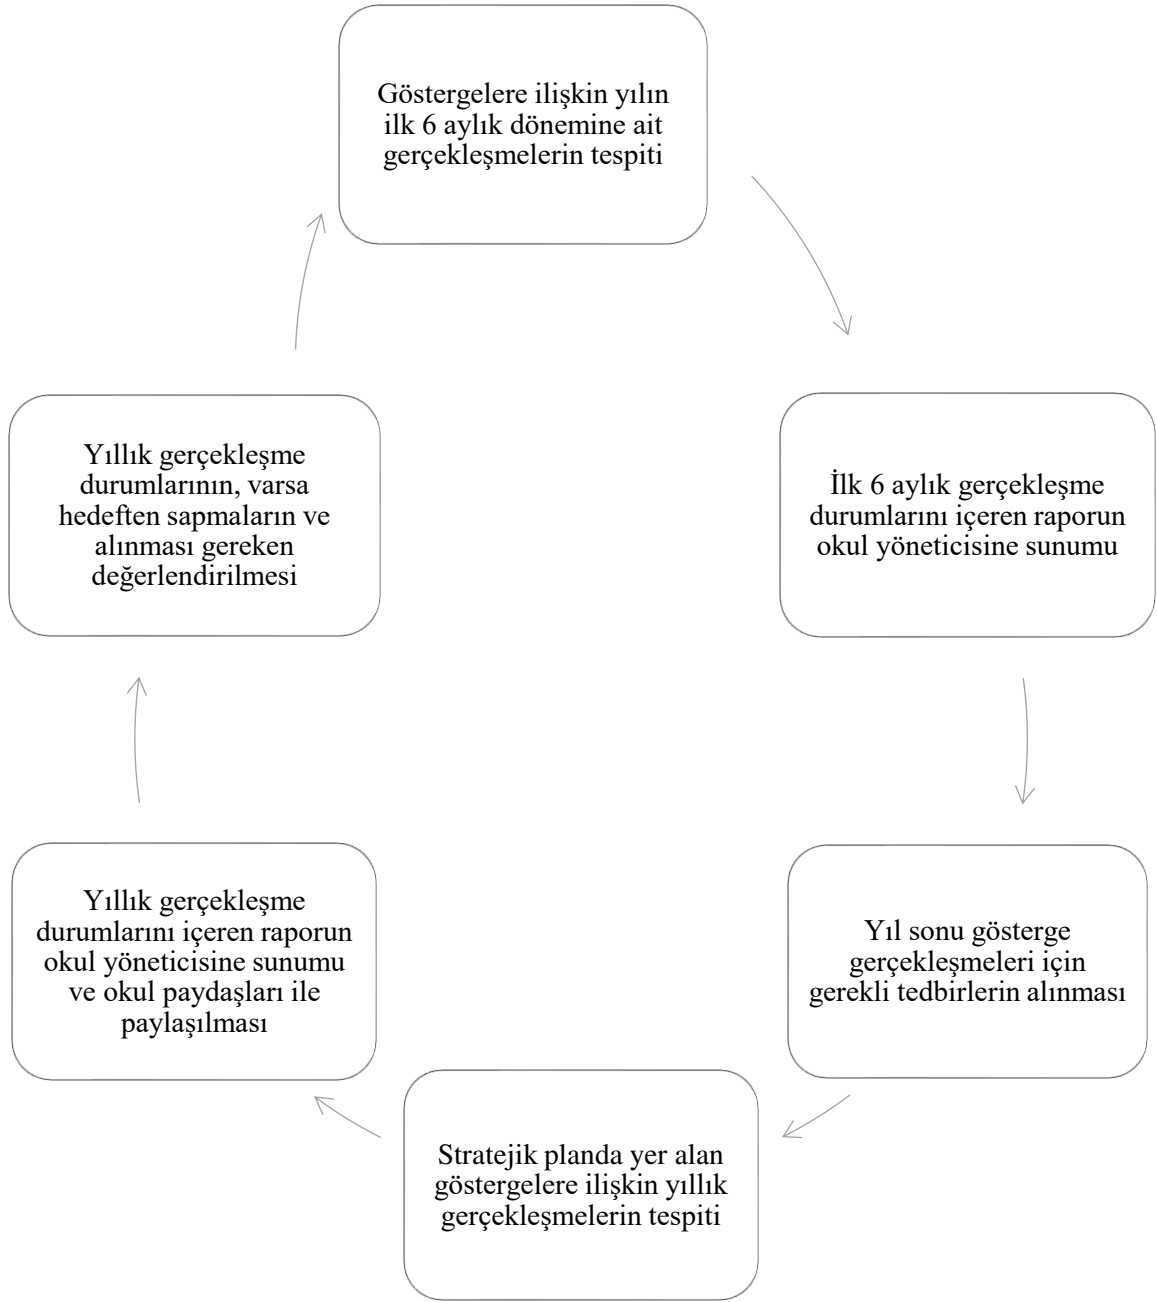 Göstergelere ilişkin yılın
ilk 6 aylık dönemine ait
gerçekleşmelerin tespiti
İlk 6 aylık gerçekleşme
durumlarını içeren raporun
okul yöneticisine sunumu
Yıl sonu gösterge
gerçekleşmeleri için
gerekli tedbirlerin alınması
Stratejik planda yer alan
göstergelere ilişkin yıllık
gerçekleşmelerin tespiti
Yıllık gerçekleşme
durumlarını içeren raporun
okul yöneticisine sunumu
ve okul paydaşları ile
paylaşılması
Yıllık gerçekleşme
durumlarının, varsa
hedeften sapmaların ve
alınması gereken
değerlendirilmesi